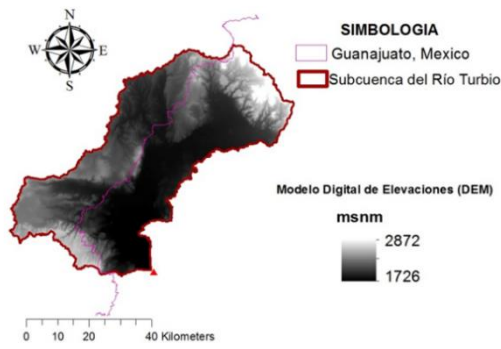 N
W E
S
SIMBOLOGIA
Guanajuato, Mexico
Subcuenca del Río Turbio
Modelo Digital de Elevaciones (DEM)
msnm
2872
1726
0 10 20 40 Kilometers